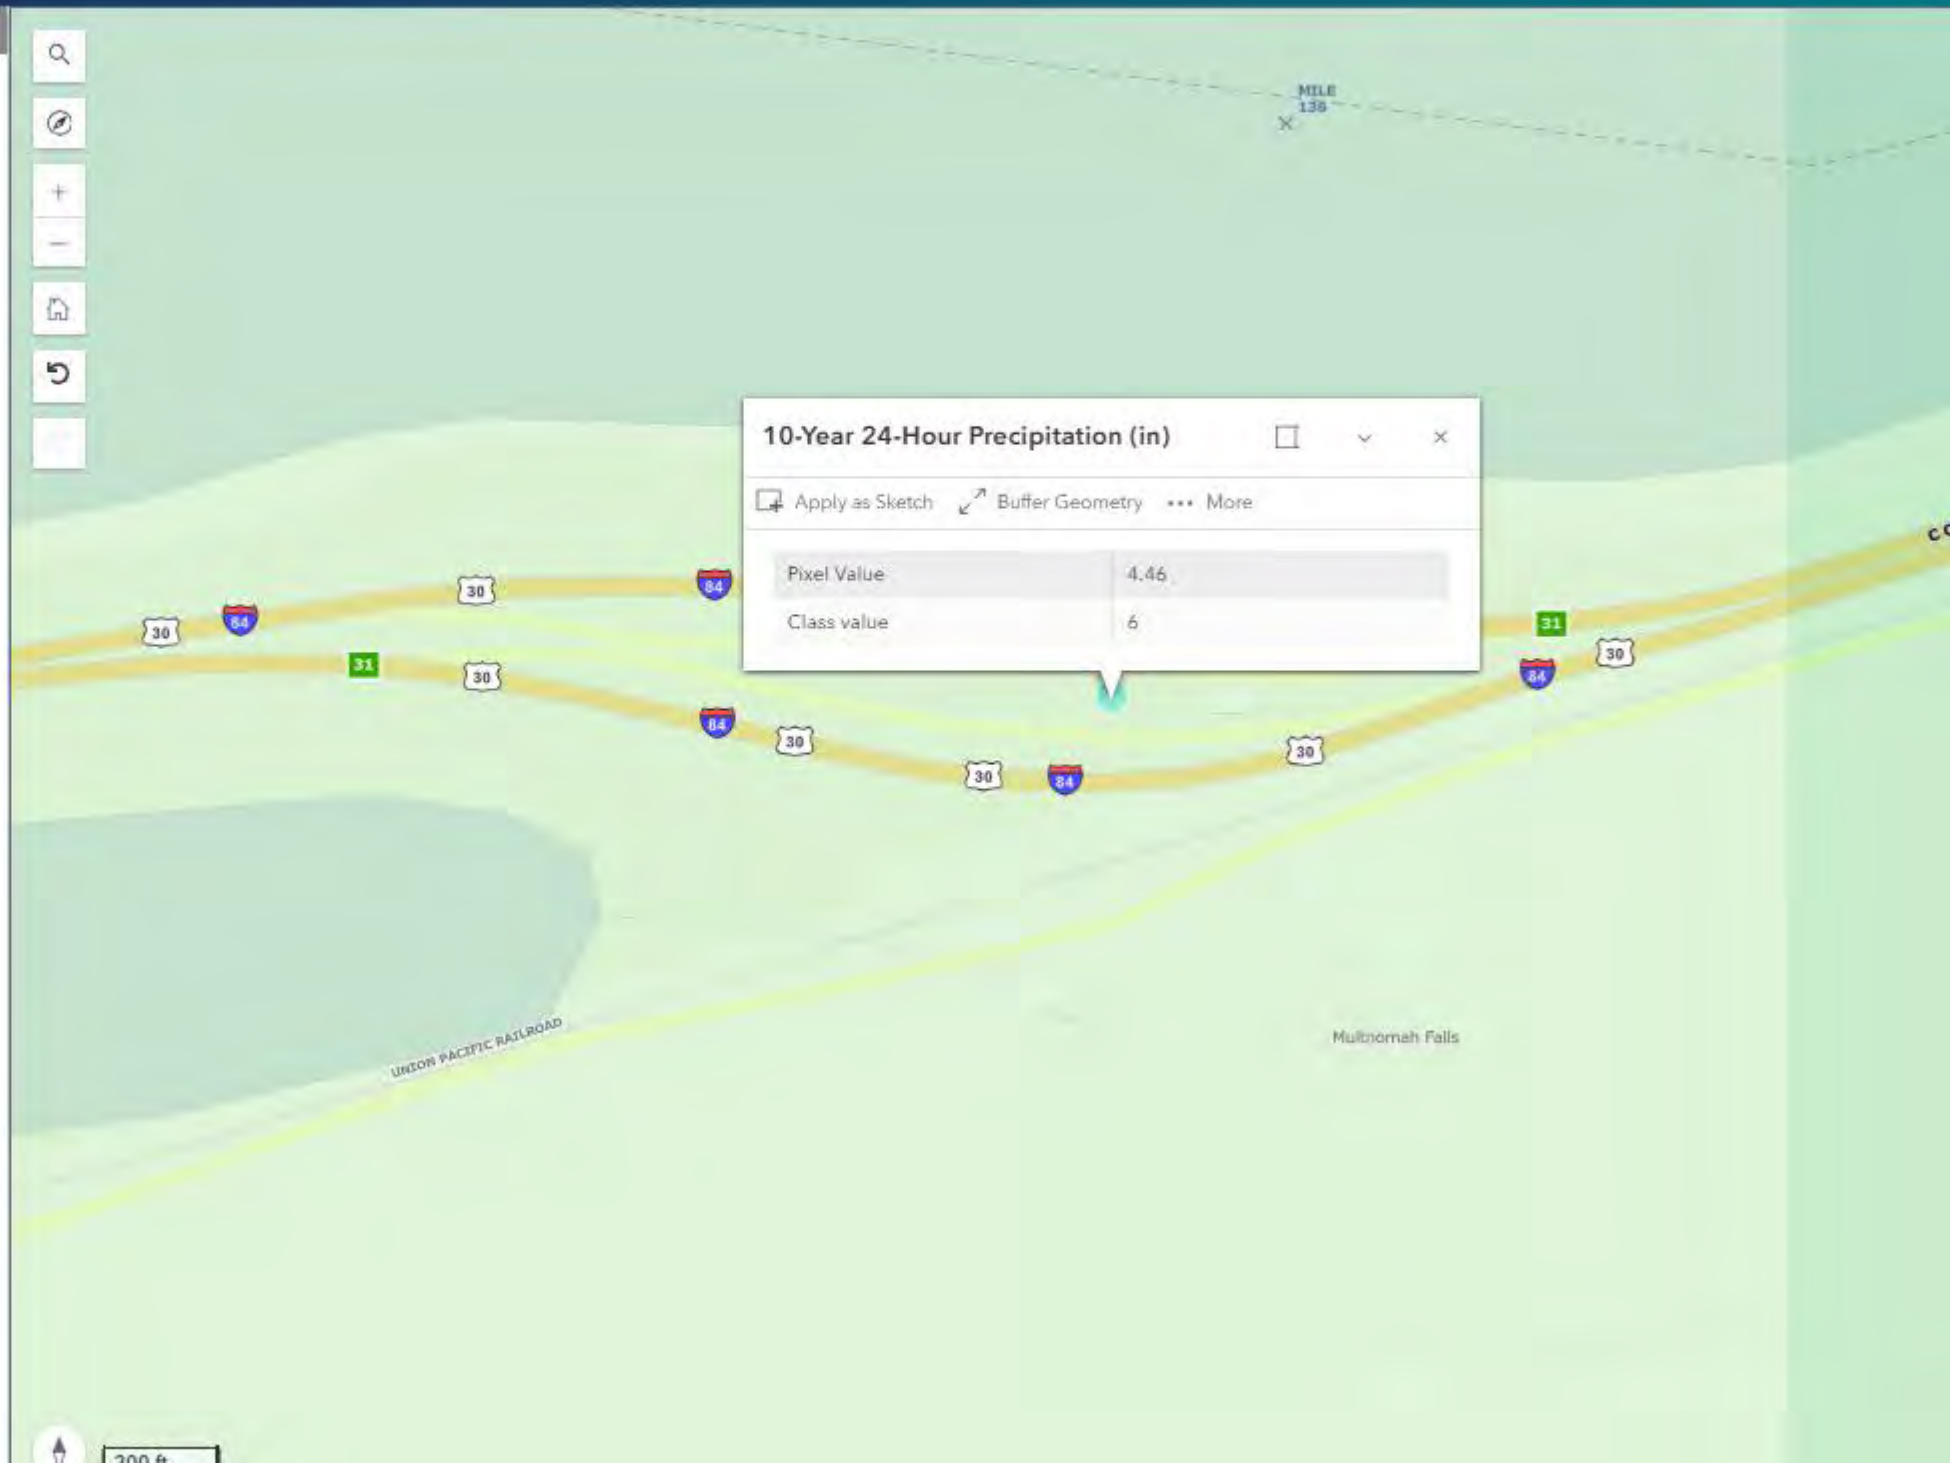 MILE
136
10-Year 24-Hour Precipitation (in)
Apply as Sketch Buffer Geometry More
Pixel Value 4.46
Class value 6
30 84 30 84
31 30 84 30 30 84 30 84 30 31
UNION PACIFIC RAILROAD
Multnomah Falls
200 ft